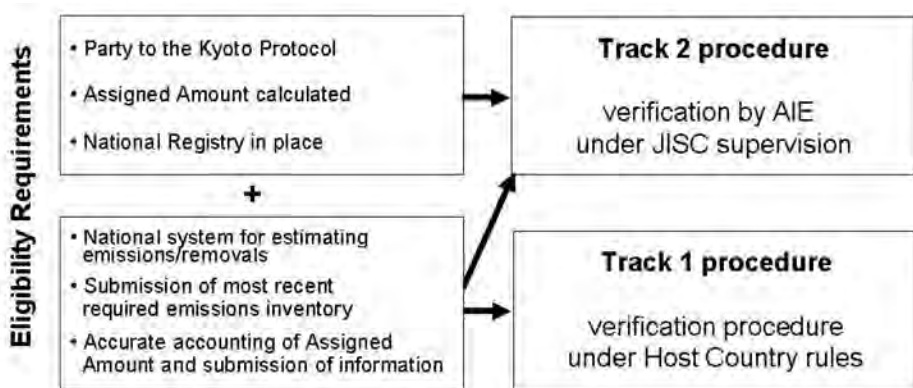 Eligibility Requirements
• Party to the Kyoto Protocol
• Assigned Amount calculated
• National Registry in place
+
• National system for estimating
emissions/removals
• Submission of most recent
required emissions inventory
• Accurate accounting of Assigned
Amount and submission of information
Track 2 procedure
verification by AIE
under JISC supervision
Track 1 procedure
verification procedure
under Host Country rules